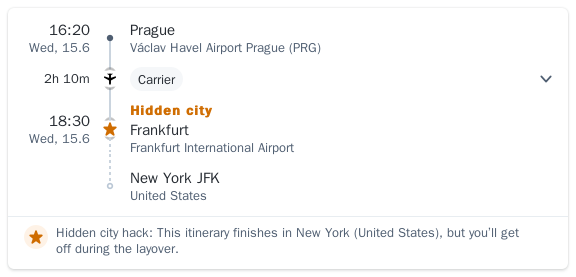 16:20
Wed, 15.6
Prague
Václav Havel Airport Prague (PRG)
2h 10m
Carrier
Hidden city
18:30
Wed, 15.6
Frankfurt
Frankfurt International Airport
New York JFK
United States
Hidden city hack: This itinerary finishes in New York (United States), but you'll get
off during the layover.